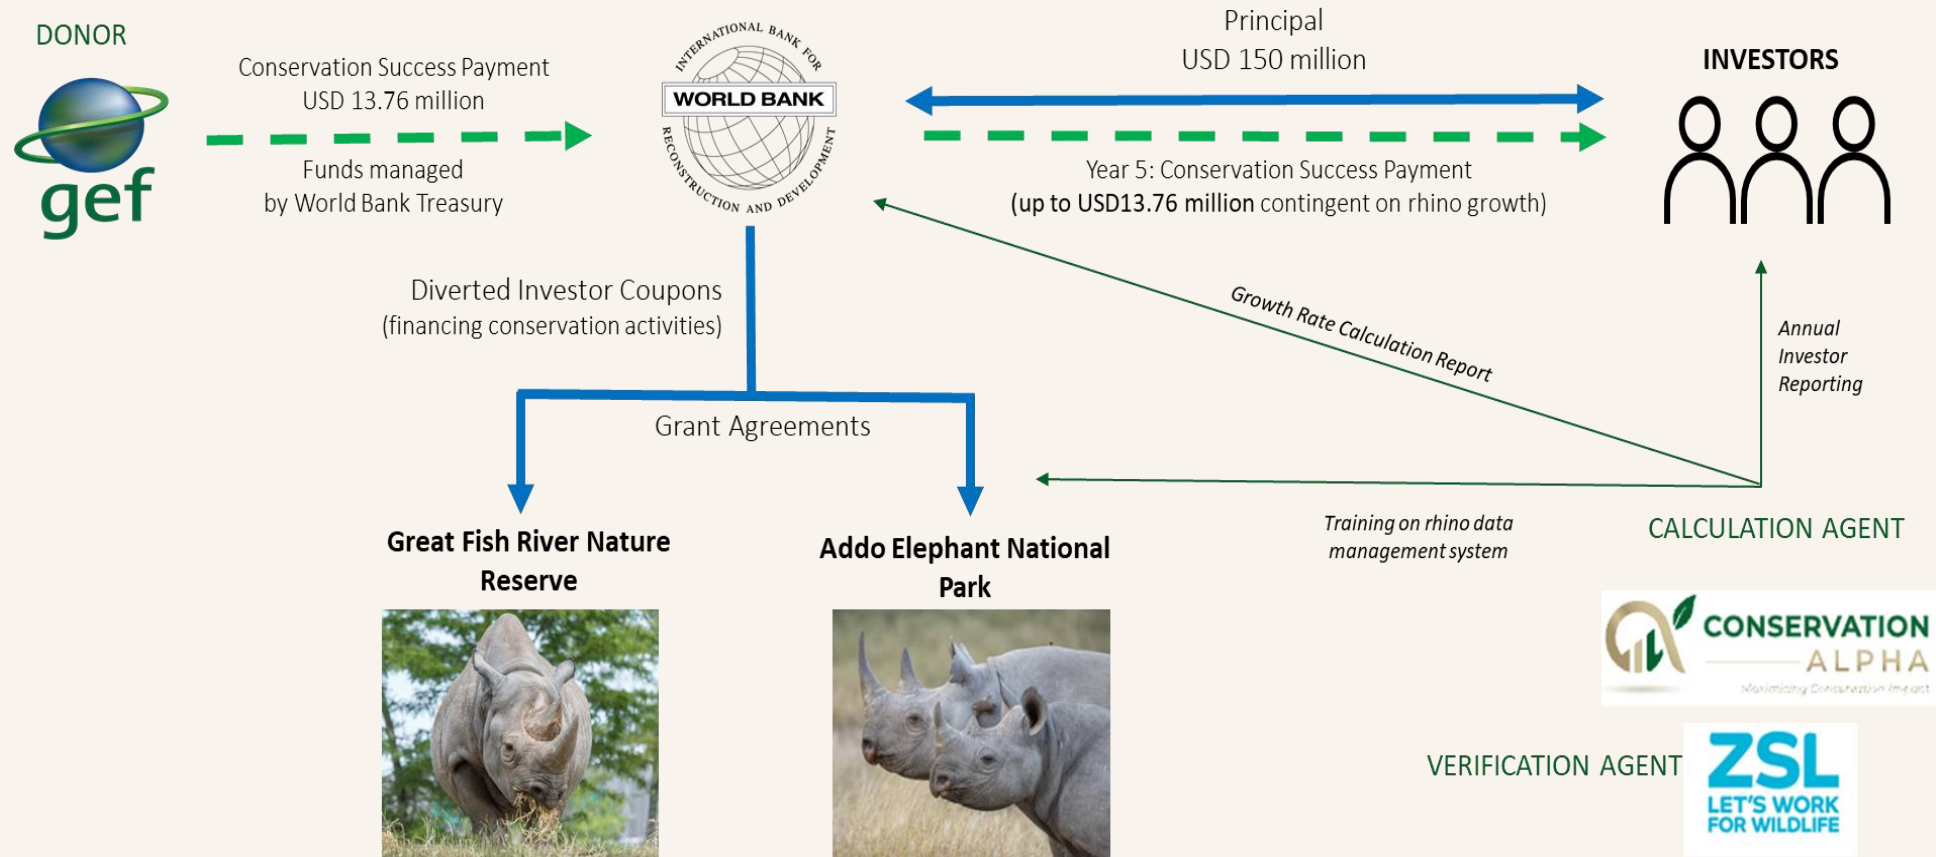 DONOR
gef
Conservation Success Payment
USD 13.76 million
Funds managed
by World Bank Treasury
INTERNATIONAL BANK FOR
WORLD BANK
RECONSTRUCTION AND DEVELOPMENT
Principal
USD 150 million
Year 5: Conservation Success Payment
(up to USD13.76 million contingent on rhino growth)
INVESTORS
Diverted Investor Coupons
(financing conservation activities)
Grant Agreements
Growth Rate Calculation Report
Annual
Investor
Reporting
Training on rhino data
management system
Great Fish River Nature
Reserve
Addo Elephant National
Park
CALCULATION AGENT
CONSERVATION
ALPHA
Maximizing Conservation Impact
VERIFICATION AGENT
ZSL
LET'S WORK
FOR WILDLIFE